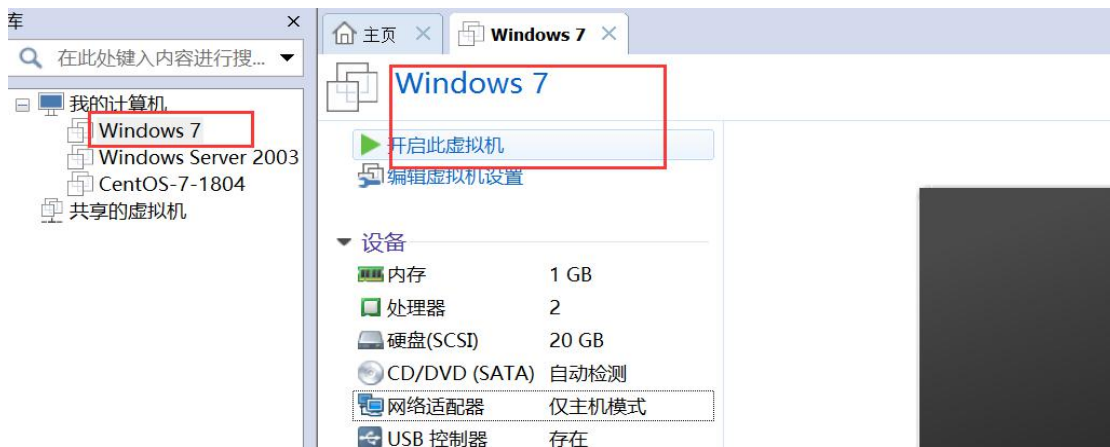 库
在此处键入内容进行搜...
我的计算机
Windows 7
Windows Server 2003
CentOS-7-1804
共享的虚拟机
主页
Windows 7
Windows 7
开启此虚拟机
编辑虚拟机设置
设备
内存 1 GB
处理器 2
硬盘(SCSI) 20 GB
CD/DVD (SATA) 自动检测
网络适配器 仅主机模式
USB 控制器 存在